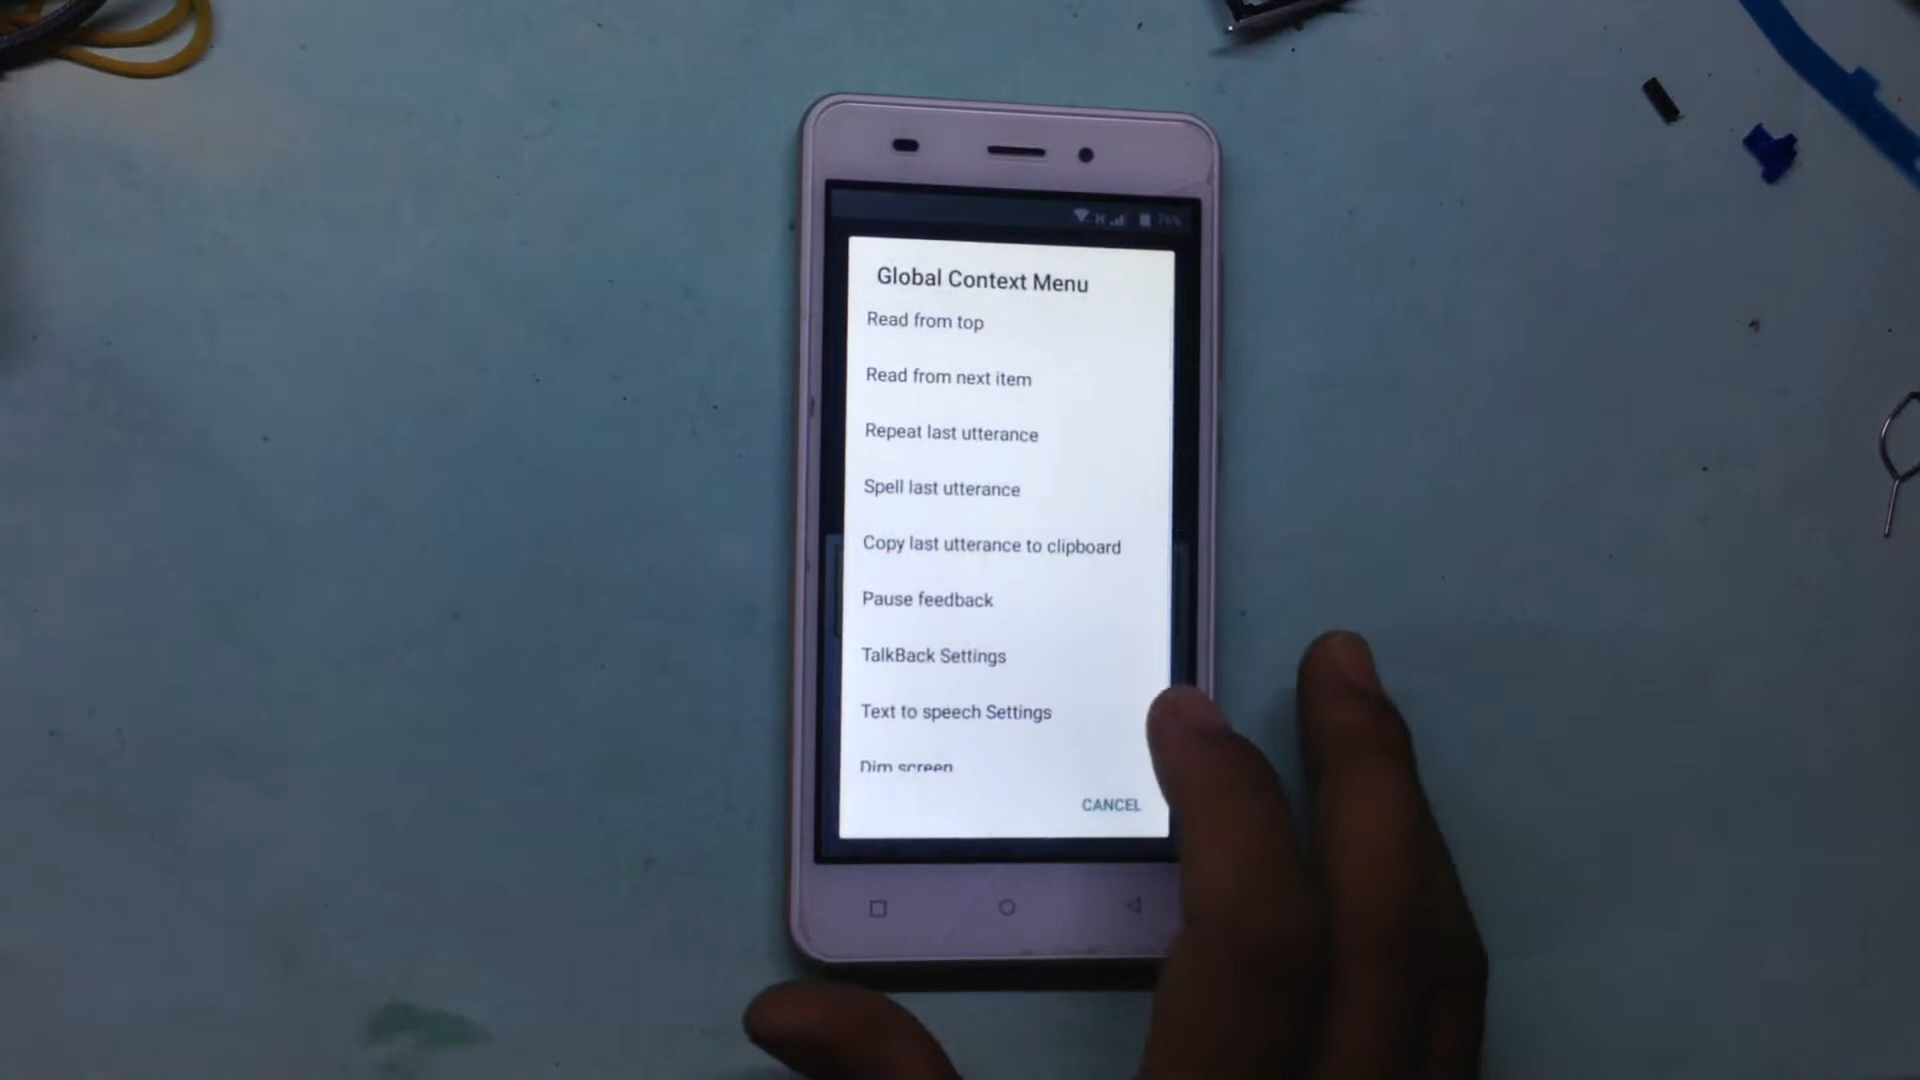 H 76%
Global Context Menu
Read from top
Read from next item
Repeat last utterance
Spell last utterance
Copy last utterance to clipboard
Pause feedback
TalkBack Settings
Text to speech Settings
Dim screen
CANCEL